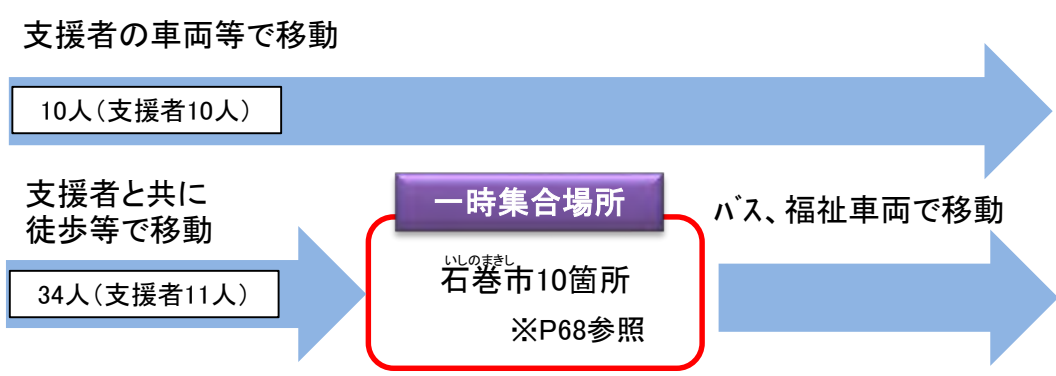 支援者の車両等で移動
10人（支援者10人）
支援者と共に
徒歩等で移動
34人（支援者11人）
一時集合場所
いしのまきし
石巻市10箇所
※P68参照
バス、福祉車両で移動